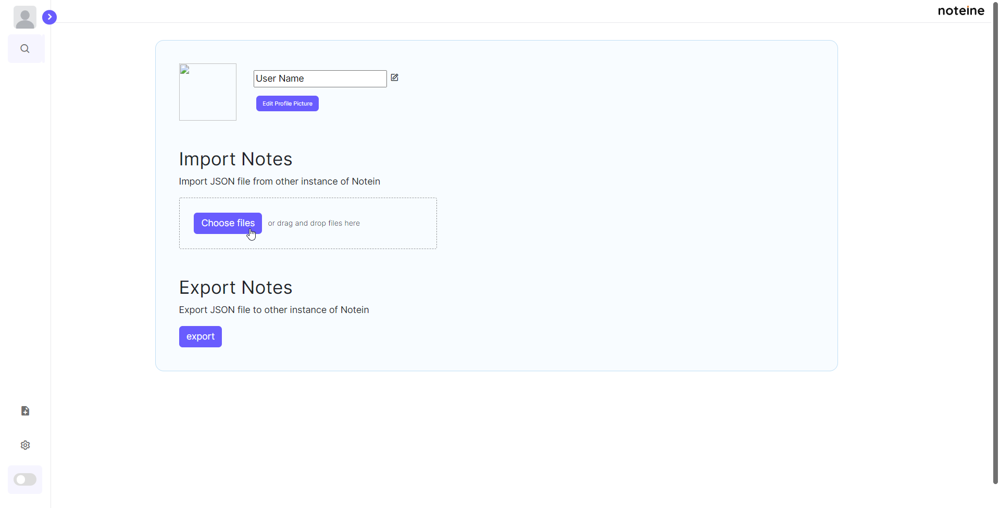 noteine
User Name
Edit Profile Picture
Import Notes
Import JSON file from other instance of Notein
Choose files or drag and drop files here
Export Notes
Export JSON file to other instance of Notein
export